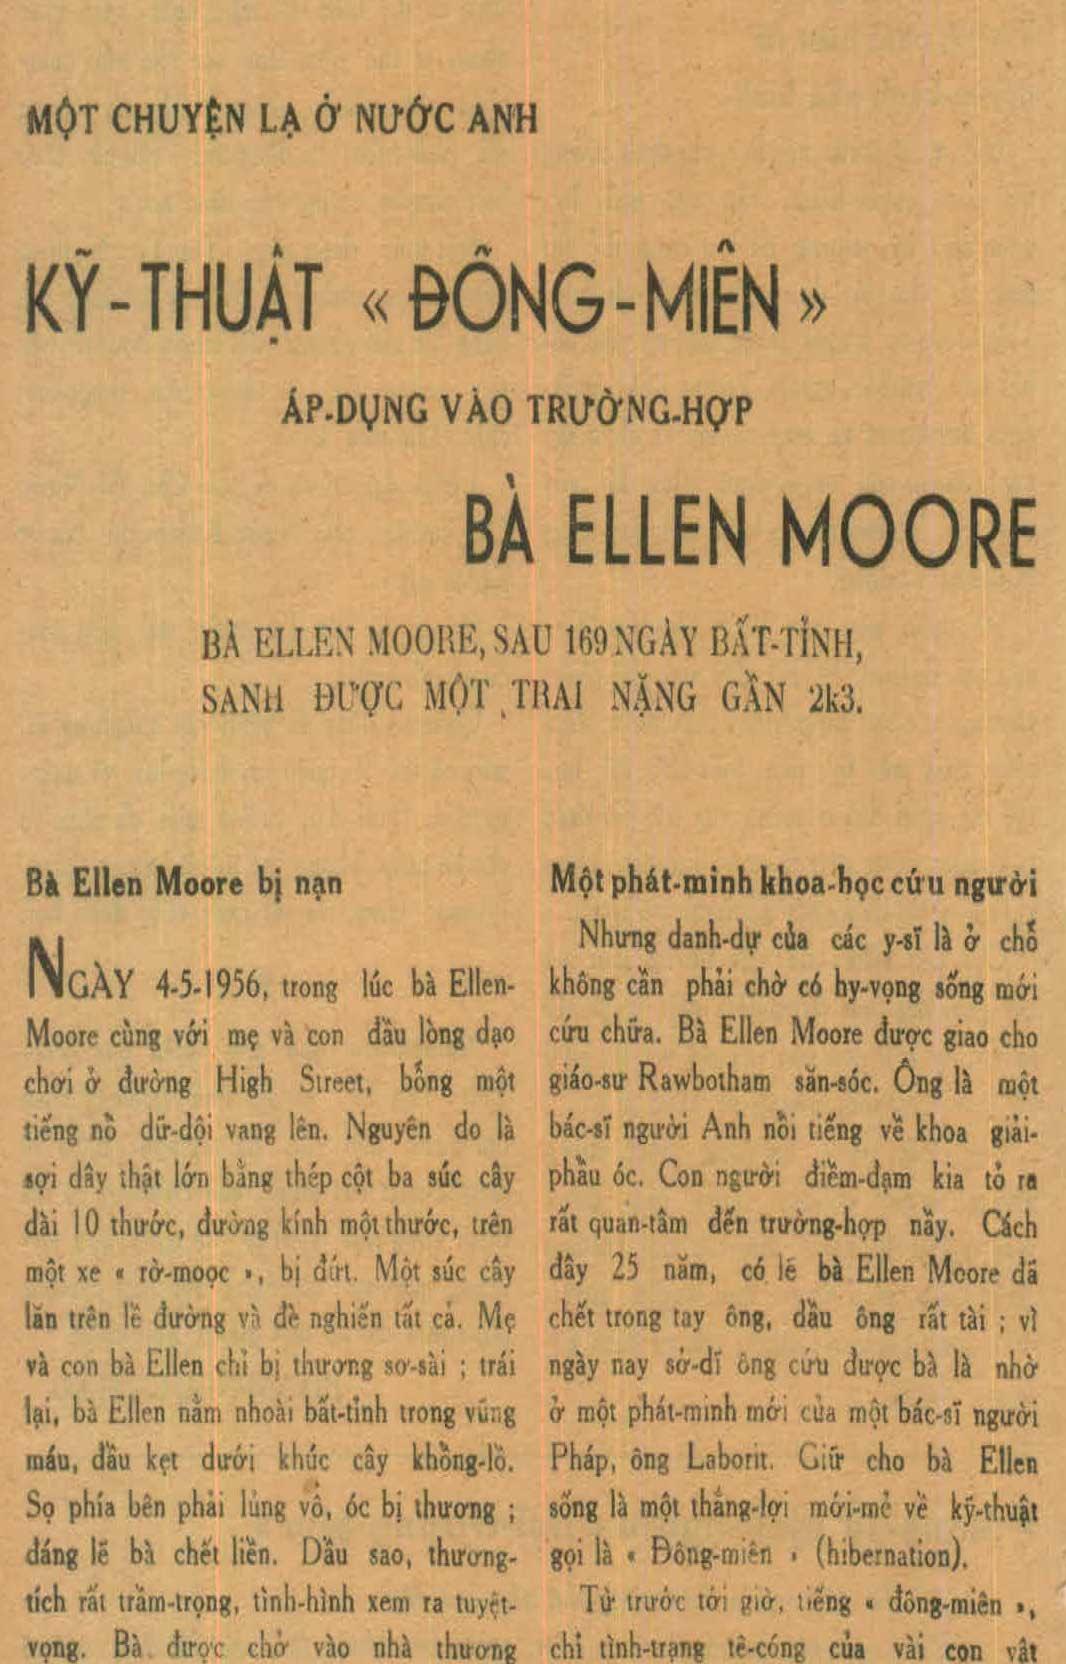 MỘT CHUYỆN LẠ Ở NƯỚC ANH
KỸ-THUẬT « ĐÔNG-MIÊN »
ÁP-DỤNG VÀO TRƯỜNG-HỢP
BÀ ELLEN MOORE
BÀ ELLEN MOORE, SAU 169 NGÀY BẤT-TỈNH,
SANH ĐƯỢC MỘT TRAI NẶNG GẦN 2k3.
Bà Ellen Moore bị nạn
NGÀY 4-5-1956, trong lúc bà Ellen-
Moore cùng với mẹ và con đầu lòng dạo
chơi ở đường High Street, bỗng một
tiếng nổ dữ-dội vang lên. Nguyên do là
sợi dây thật lớn bằng thép cột ba súc cây
dài 10 thước, đường kính một thước, trên
một xe « rờ-moọc », bị đứt. Một súc cây
lăn trên lề đường và đè nghiến tất cả. Mẹ
và con bà Ellen chỉ bị thương sơ-sài ; trái
lại, bà Ellen nằm nhoài bất-tỉnh trong vũng
máu, đầu kẹt dưới khúc cây khổng-lồ.
Sọ phía bên phải lủng vô, óc bị thương ;
đáng lẽ bà chết liền. Dầu sao, thương-
tích rất trầm-trọng, tình-hình xem ra tuyệt-
vọng. Bà được chở vào nhà thương
Một phát-minh khoa-học cứu người
Nhưng danh-dự của các y-sĩ là ở chỗ
không cần phải chờ có hy-vọng sống mới
cứu chữa. Bà Ellen Moore được giao cho
giáo-sư Rawbotham săn-sóc. Ông là một
bác-sĩ người Anh nổi tiếng về khoa giải-
phẫu óc. Con người điềm-đạm kia tỏ ra
rất quan-tâm đến trường-hợp nầy. Cách
đây 25 năm, có lẽ bà Ellen Moore đã
chết trong tay ông, dầu ông rất tài ; vì
ngày nay sở-dĩ ông cứu được bà là nhờ
ở một phát-minh mới của một bác-sĩ người
Pháp, ông Laborit. Giữ cho bà Ellen
sống là một thắng-lợi mới-mẻ về kỹ-thuật
gọi là « Đông-miên » (hibernation).
Từ trước tới giờ, tiếng « đông-miên »,
chỉ tình-trạng tê-cóng của vài con vật